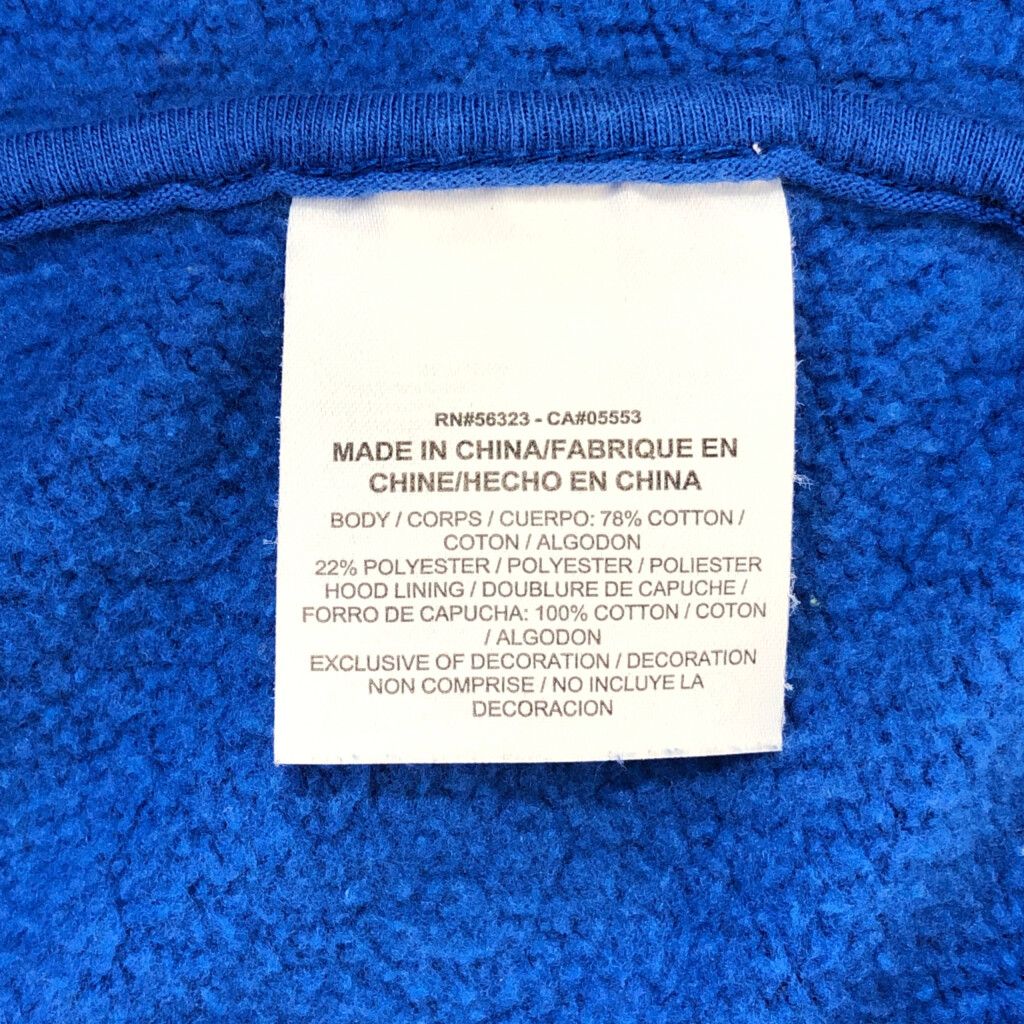 RN#56323 - CA#05553
MADE IN CHINA/FABRIQUE EN
CHINE/HECHO EN CHINA
BODY / CORPS / CUERPO: 78% COTTON /
COTON / ALGODON
22% POLYESTER / POLYESTER / POLIESTER
HOOD LINING / DOUBLURE DE CAPUCHE /
FORRO DE CAPUCHA: 100% COTTON / COTON
/ ALGODON
EXCLUSIVE OF DECORATION / DECORATION
NON COMPRISE / NO INCLUYE LA
DECORACION